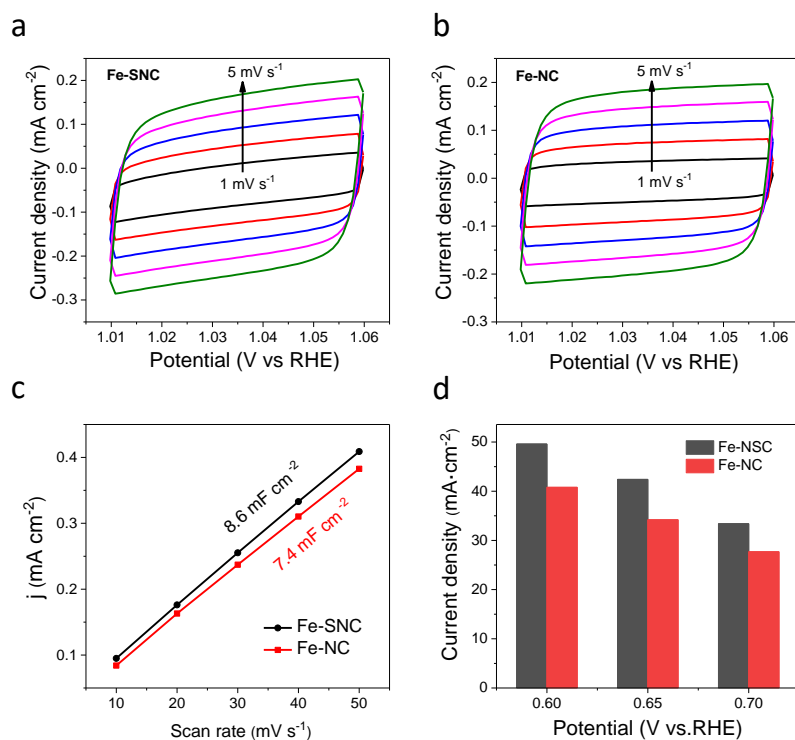 a
Fe-SNC
5 mV s⁻¹
1 mV s⁻¹
0.2
0.1
0.0
-0.1
-0.2
-0.3
Current density (mA cm⁻²)
1.01 1.02 1.03 1.04 1.05 1.06
Potential (V vs RHE)
b
Fe-NC
5 mV s⁻¹
1 mV s⁻¹
0.3
0.2
0.1
0.0
-0.1
-0.2
-0.3
Current density (mA cm⁻²)
1.01 1.02 1.03 1.04 1.05 1.06
Potential (V vs RHE)
c
8.6 mF cm⁻²
7.4 mF cm⁻²
Fe-SNC
Fe-NC
0.4
0.3
0.2
0.1
j (mA cm⁻²)
10 20 30 40 50
Scan rate (mV s⁻¹)
d
Fe-NSC
Fe-NC
50
40
30
20
10
0
Current density (mA·cm⁻²)
0.60 0.65 0.70
Potential (V vs.RHE)